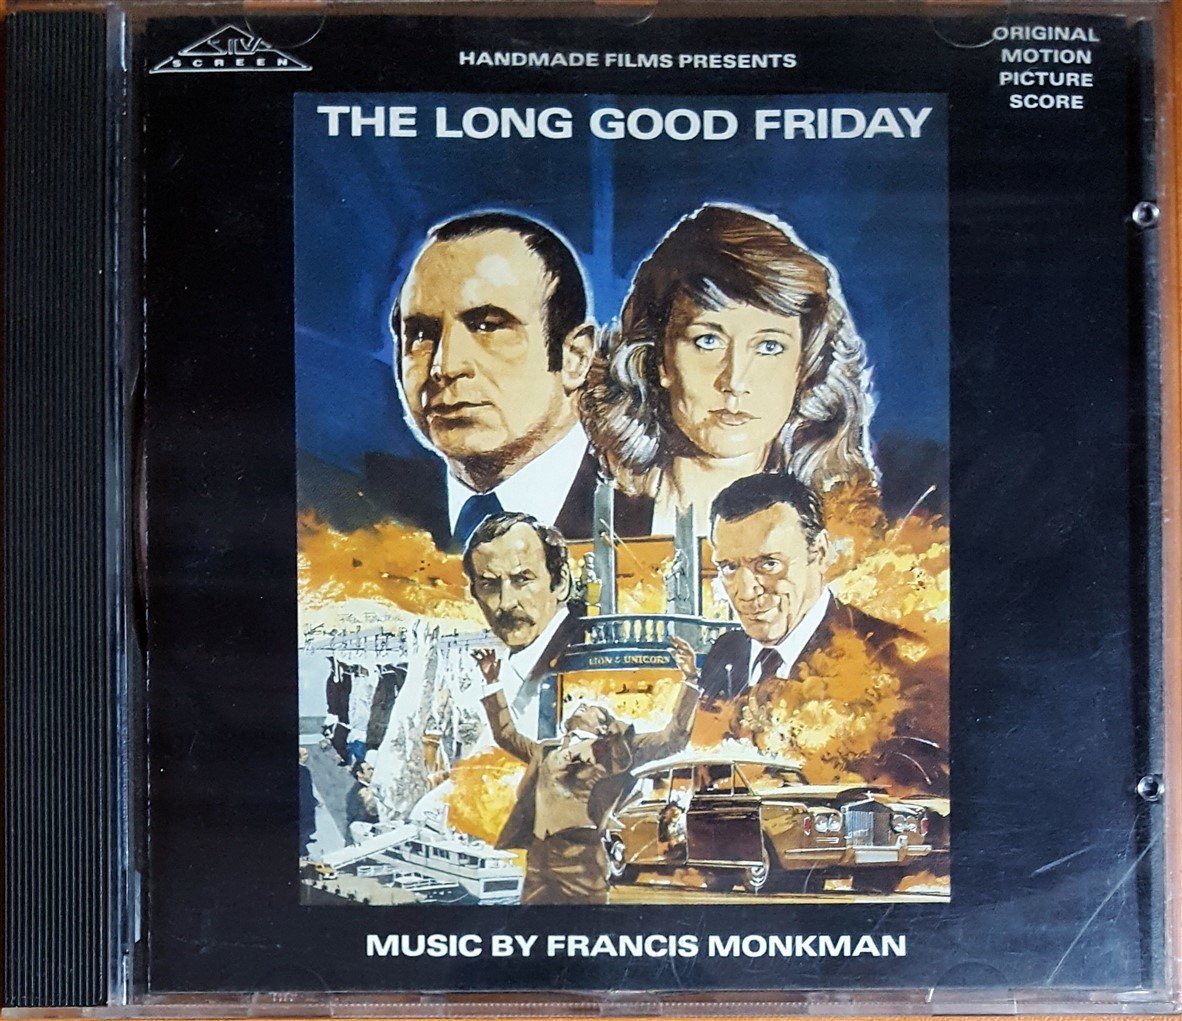 SILVA
SCREEN
HANDMADE FILMS PRESENTS
ORIGINAL
MOTION
PICTURE
SCORE
THE LONG GOOD FRIDAY
LION & UNICORN
MUSIC BY FRANCIS MONKMAN